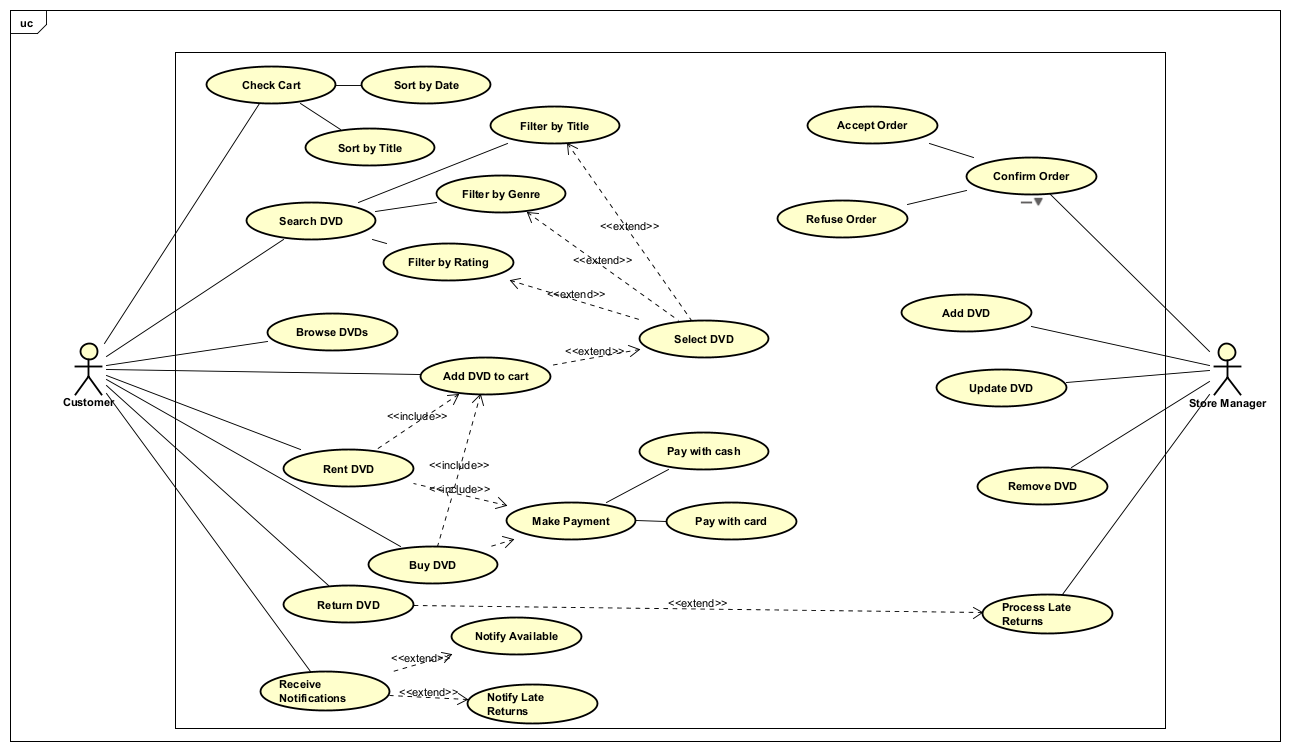 uc
Check Cart
Sort by Date
Filter by Title
Accept Order
Sort by Title
Confirm Order
Filter by Genre
Search DVD
Refuse Order
<<extend>>
Filter by Rating
<<extend>>
<<extend>>
Add DVD
Browse DVDs
Select DVD
<<extend>>
Add DVD to cart
Update DVD
Customer
Store Manager
<<include>>
Pay with cash
Rent DVD
<<include>>
Remove DVD
<<include>>
Make Payment
Pay with card
Buy DVD
Return DVD
<<extend>>
Process Late
Returns
Notify Available
<<extend>>
Receive
Notifications
<<extend>>
Notify Late
Returns